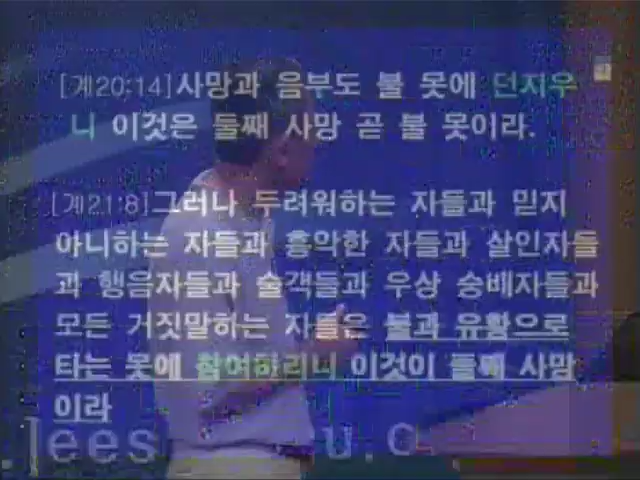 [계20:14]사망과 음부도 불 못에 던지우
니 이것은 둘째 사망 곧 불 못이라.
[계21:8]그러나 두려워하는 자들과 믿지
아니하는 자들과 흉악한 자들과 살인자들
과 행음자들과 술객들과 우상 숭배자들과
모든 거짓말하는 자들은 불과 유황으로
타는 못에 참여하리니 이것이 둘째 사망
이라
.lees u.c